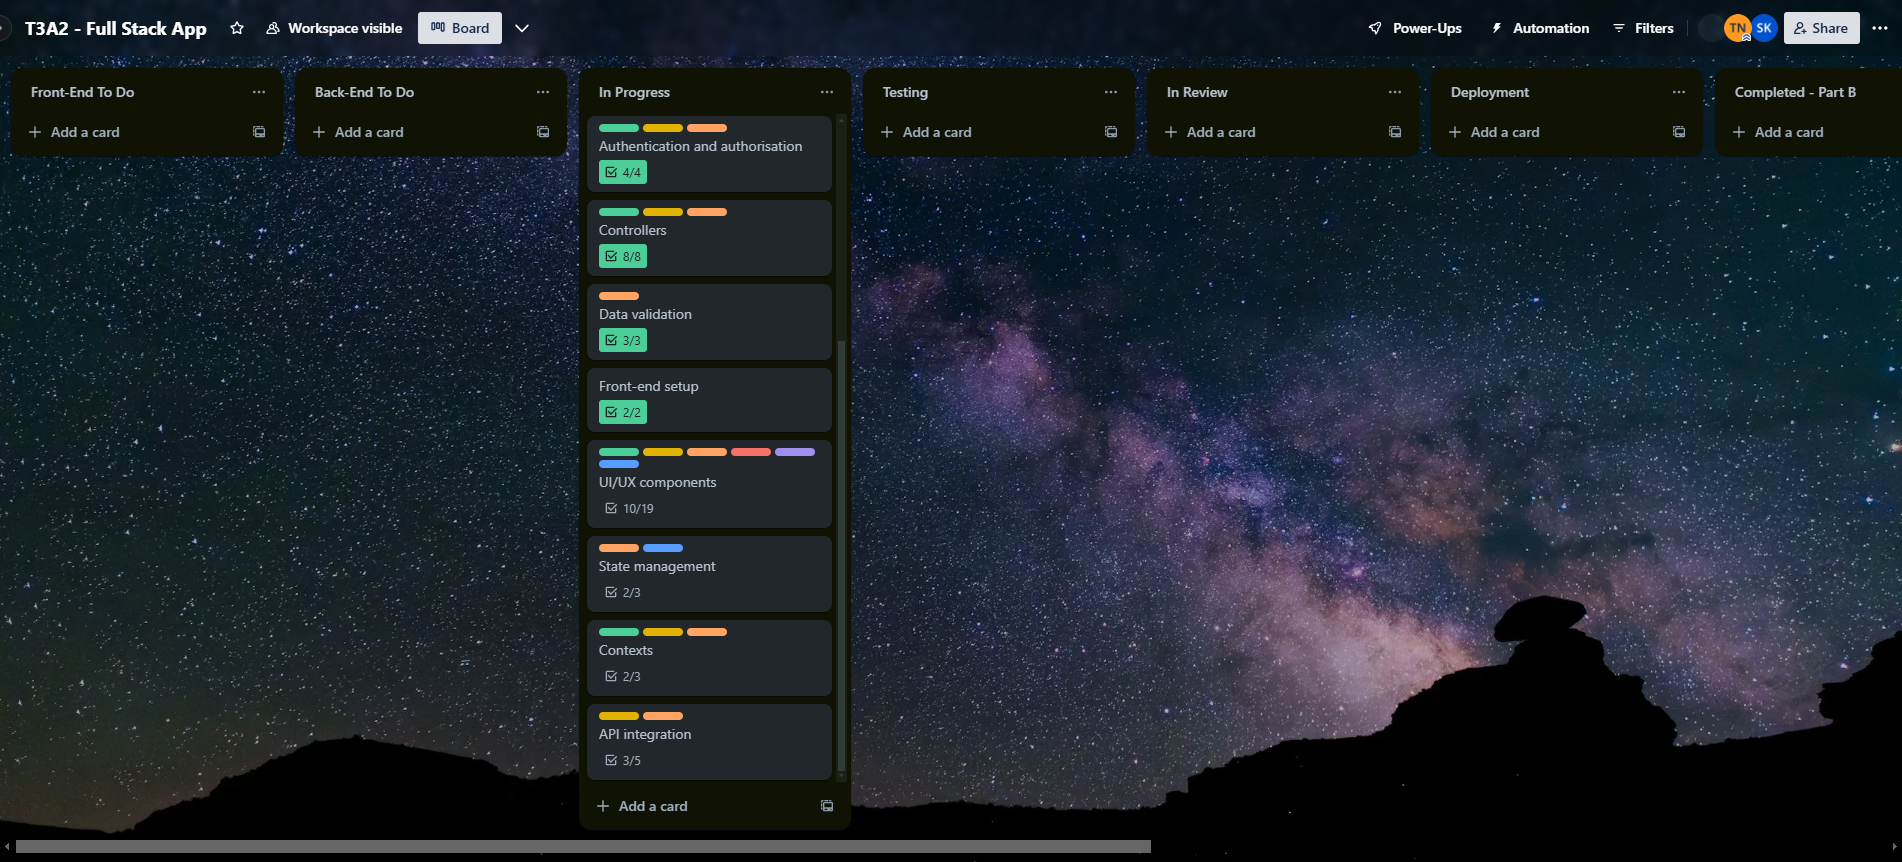 T3A2 - Full Stack App
Workspace visible
Board
Power-Ups
Automation
Filters
TN
SK
Share
Front-End To Do
Add a card
Back-End To Do
Add a card
In Progress
Authentication and authorisation
4/4
Controllers
8/8
Data validation
3/3
Front-end setup
2/2
UI/UX components
10/19
State management
2/3
Contexts
2/3
API integration
3/5
Add a card
Testing
Add a card
In Review
Add a card
Deployment
Add a card
Completed - Part B
Add a card